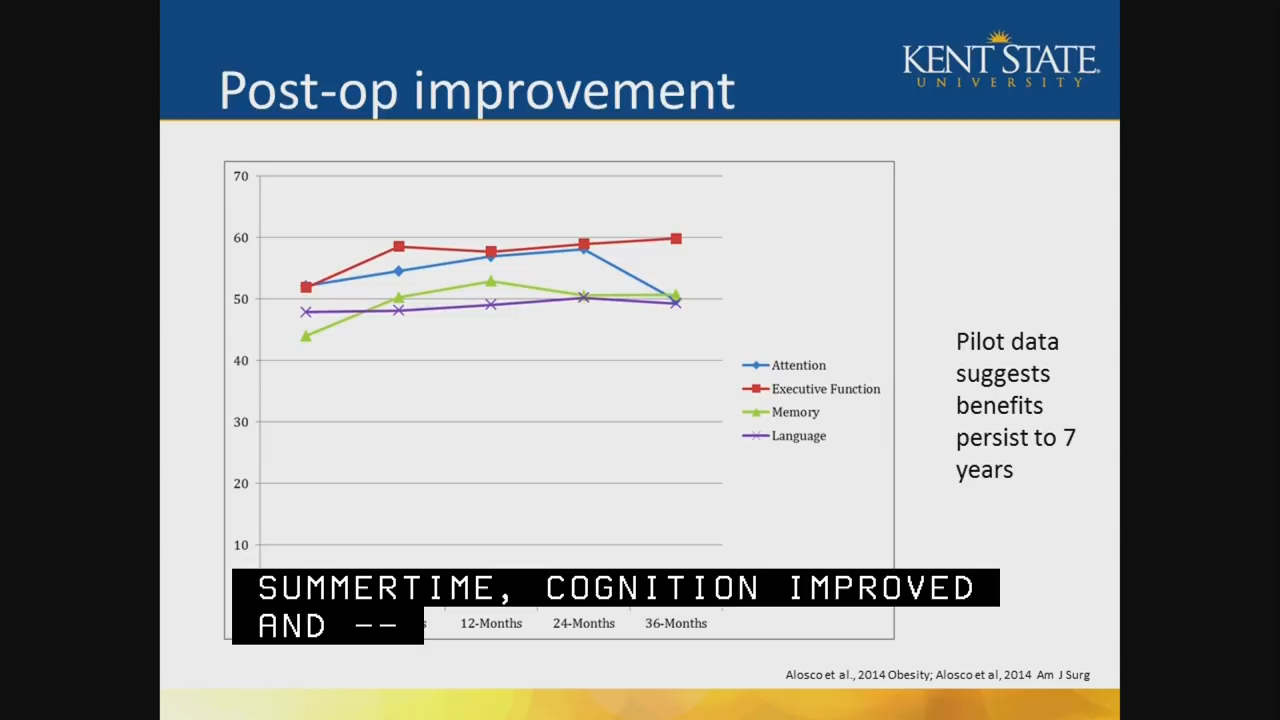 Post-op improvement
KENT STATE
UNIVERSITY
70
60
50
40
30
20
10
Attention
Executive Function
Memory
Language
Pilot data
suggests
benefits
persist to 7
years
SUMMERTIME, COGNITION IMPROVED
AND --
12-Months
24-Months
36-Months
Alosco et al., 2014 Obesity; Alosco et al, 2014 Am J Surg